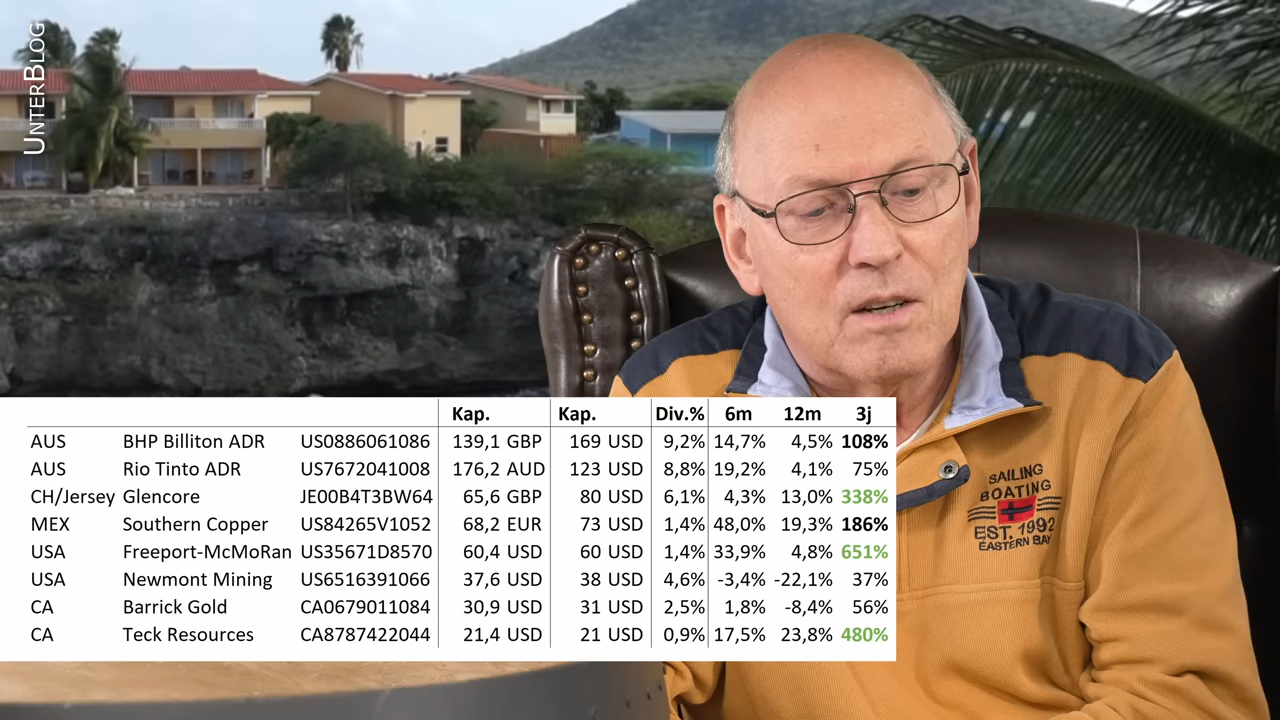 UNTERBLOG
Kap. Kap. Div.% 6m 12m 3j
AUS BHP Billiton ADR US0886061086 139,1 GBP 169 USD 9,2% 14,7% 4,5% 108%
AUS Rio Tinto ADR US7672041008 176,2 AUD 123 USD 8,8% 19,2% 4,1% 75%
CH/Jersey Glencore JE00B4T3BW64 65,6 GBP 80 USD 6,1% 4,3% 13,0% 338%
MEX Southern Copper US84265V1052 68,2 EUR 73 USD 1,4% 48,0% 19,3% 186%
USA Freeport-McMoRan US35671D8570 60,4 USD 60 USD 1,4% 33,9% 4,8% 651%
USA Newmont Mining US6516391066 37,6 USD 38 USD 4,6% -3,4% -22,1% 37%
CA Barrick Gold CA0679011084 30,9 USD 31 USD 2,5% 1,8% -8,4% 56%
CA Teck Resources CA8787422044 21,4 USD 21 USD 0,9% 17,5% 23,8% 480%
SAILING
BOATING
EST. 1992
EASTERN BAY